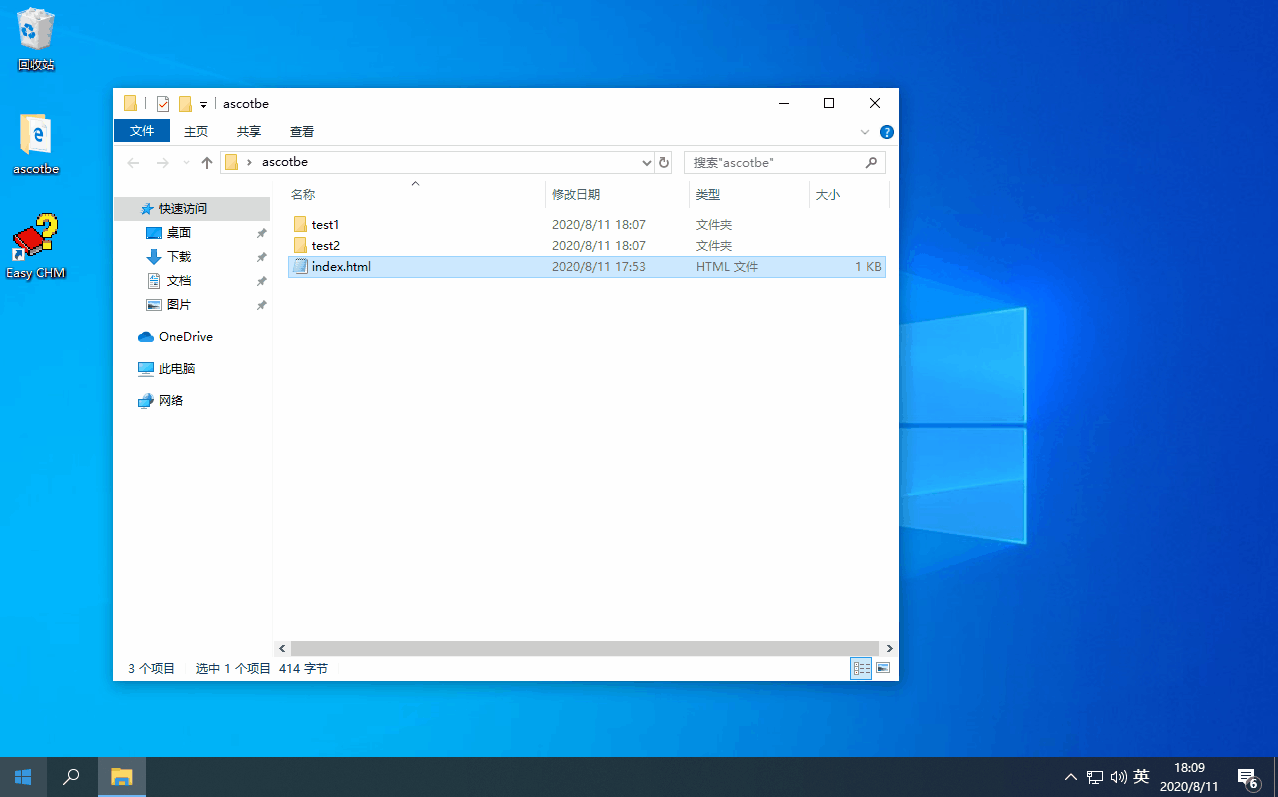 回收站
ascotbe
Easy CHM
ascotbe
文件 主页 共享 查看
ascotbe
搜索"ascotbe"
名称 修改日期 类型 大小
快速访问
桌面
下载
文档
图片
OneDrive
此电脑
网络
test1 2020/8/11 18:07 文件夹
test2 2020/8/11 18:07 文件夹
index.html 2020/8/11 17:53 HTML 文件 1 KB
3 个项目 选中 1 个项目 414 字节
英
18:09
2020/8/11
6